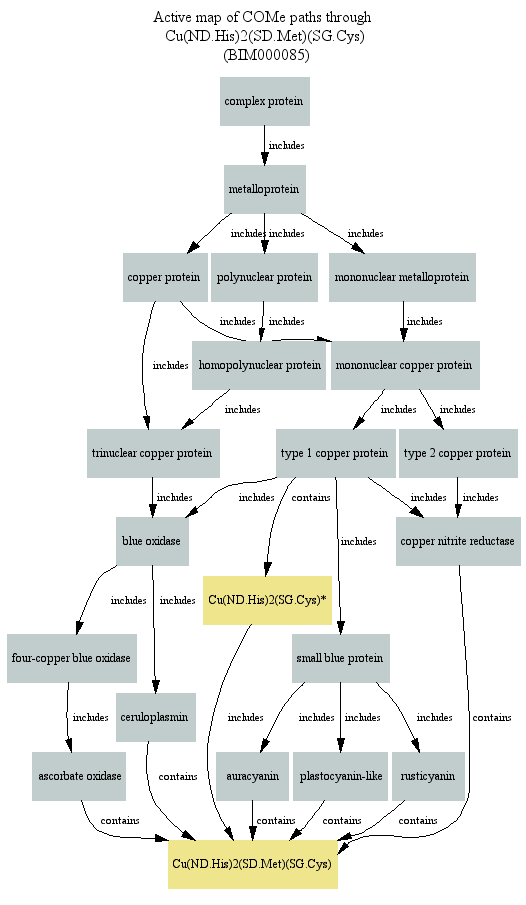 Active map of COMe paths through
Cu(ND.His)2(SD.Met)(SG.Cys)
(BIM000085)
complex protein
includes
metalloprotein
includes includes includes
copper protein polynuclear protein mononuclear metalloprotein
includes includes includes
homopolynuclear protein mononuclear copper protein
includes includes includes includes
trinuclear copper protein type 1 copper protein type 2 copper protein
includes includes contains includes includes
includes
blue oxidase copper nitrite reductase
includes includes
Cu(ND.His)2(SG.Cys)*
four-copper blue oxidase small blue protein
includes includes includes includes contains
ceruloplasmin
ascorbate oxidase auracyanin plastocyanin-like rusticyanin
contains
contains contains contains contains
Cu(ND.His)2(SD.Met)(SG.Cys)